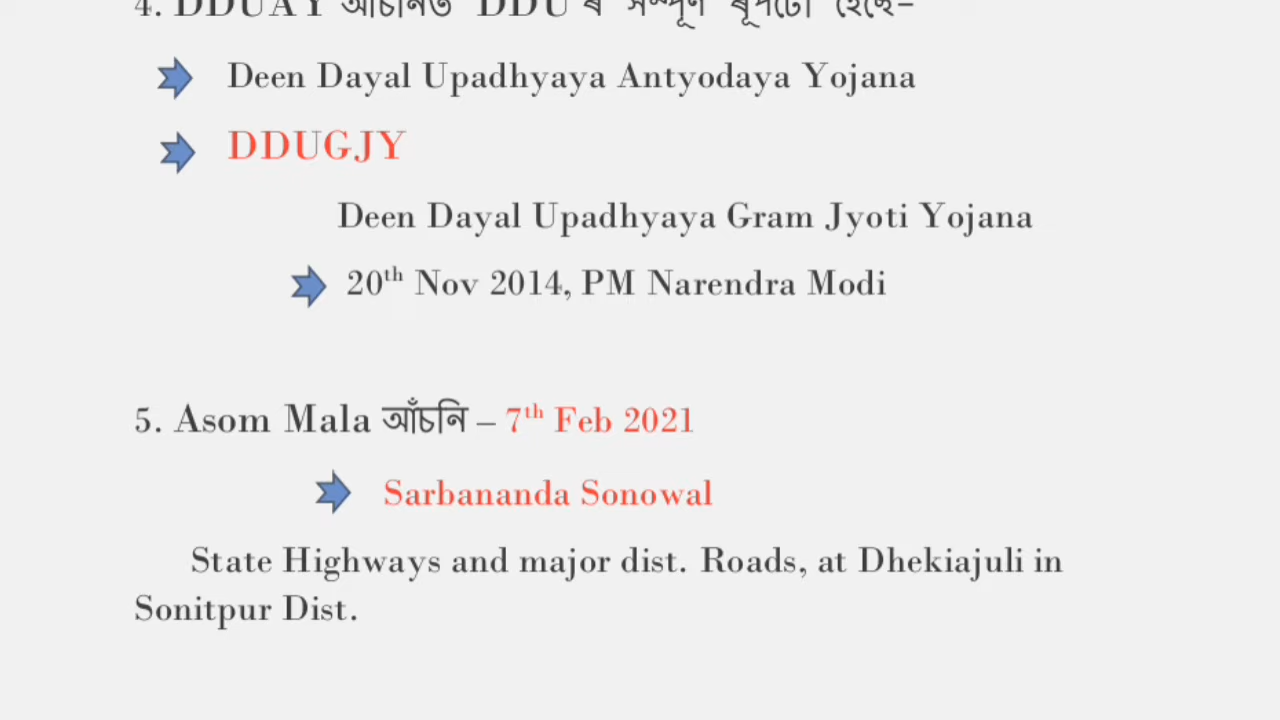 4. DDUAY আঁচনিত DDU ৰ সম্পূৰ্ণ ৰূপটো হৈছে–
Deen Dayal Upadhyaya Antyodaya Yojana
DDUGJY
Deen Dayal Upadhyaya Gram Jyoti Yojana
20th Nov 2014, PM Narendra Modi
5. Asom Mala আঁচনি – 7th Feb 2021
Sarbananda Sonowal
State Highways and major dist. Roads, at Dhekiajuli in
Sonitpur Dist.